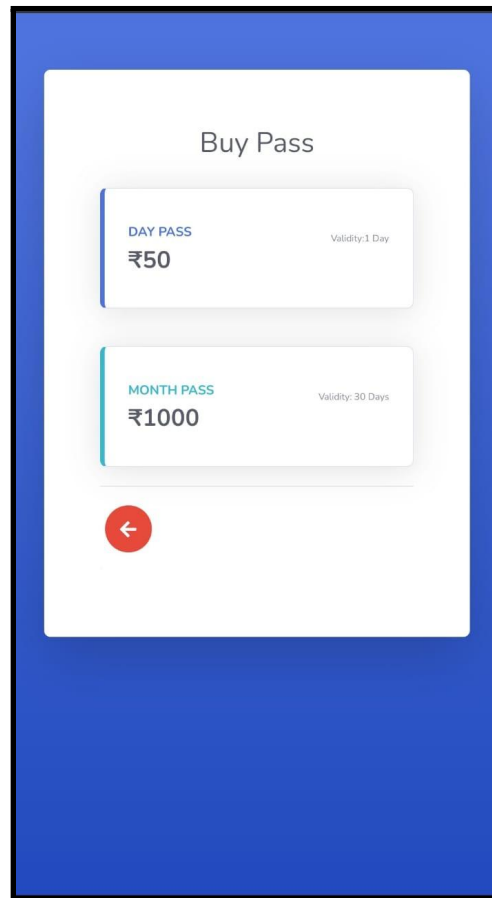 Buy Pass
DAY PASS
Validity:1 Day
₹50
MONTH PASS
Validity: 30 Days
₹1000